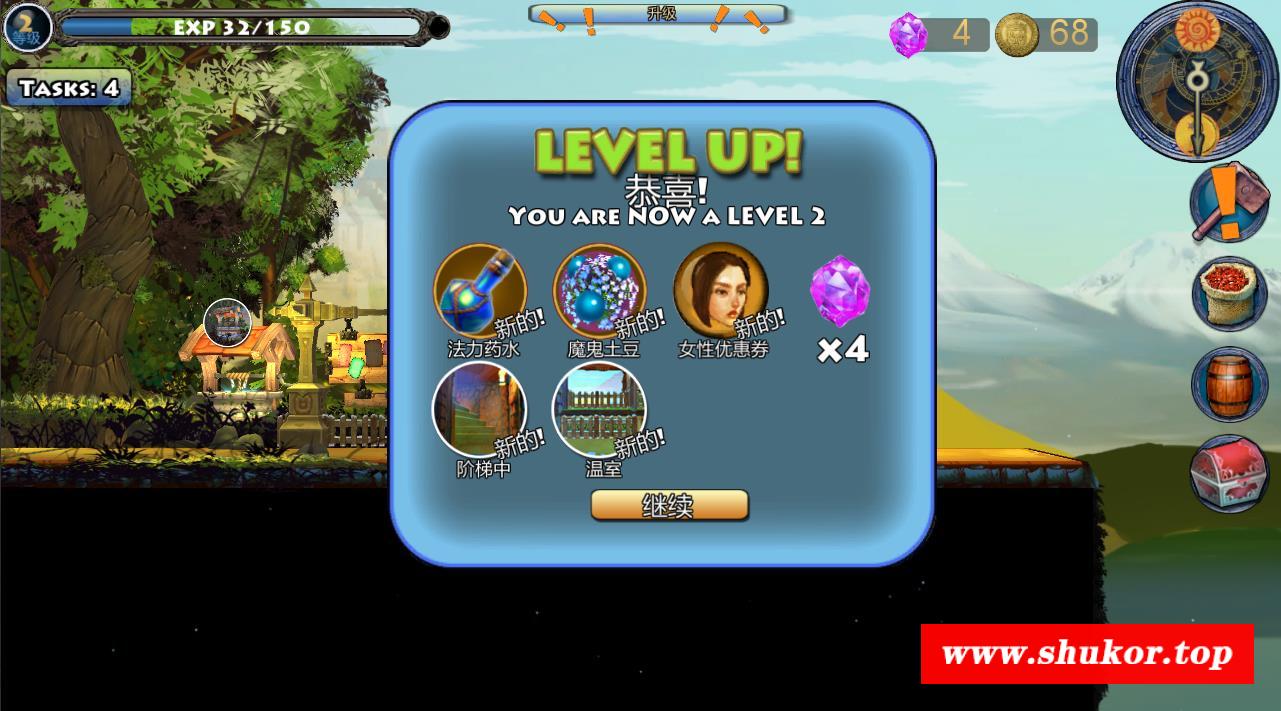 2
等级
EXP 32/150
升级
4
68
TASKS: 4
LEVEL UP!
恭喜!
YOU ARE NOW A LEVEL 2
新的!
新的!
新的!
法力药水
魔鬼土豆
女性优惠券
×4
新的!
新的!
阶梯中
温室
继续
www.shukor.top